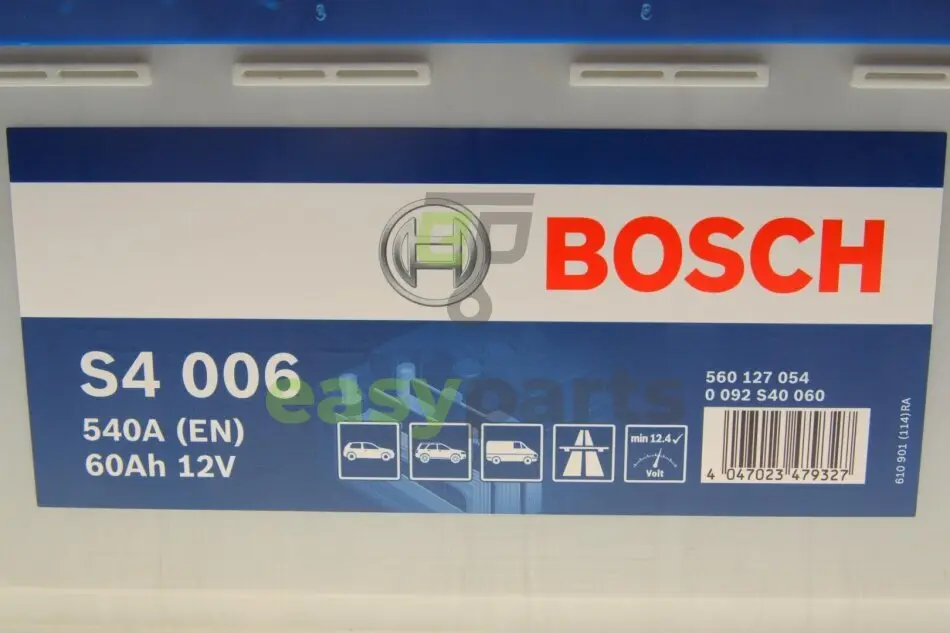 BOSCH
S4 006
540A (EN)
60Ah 12V
min 12.4✓
Volt
560 127 054
0 092 S40 060
4 047023 479327
610 901 (114)RA
easyparts